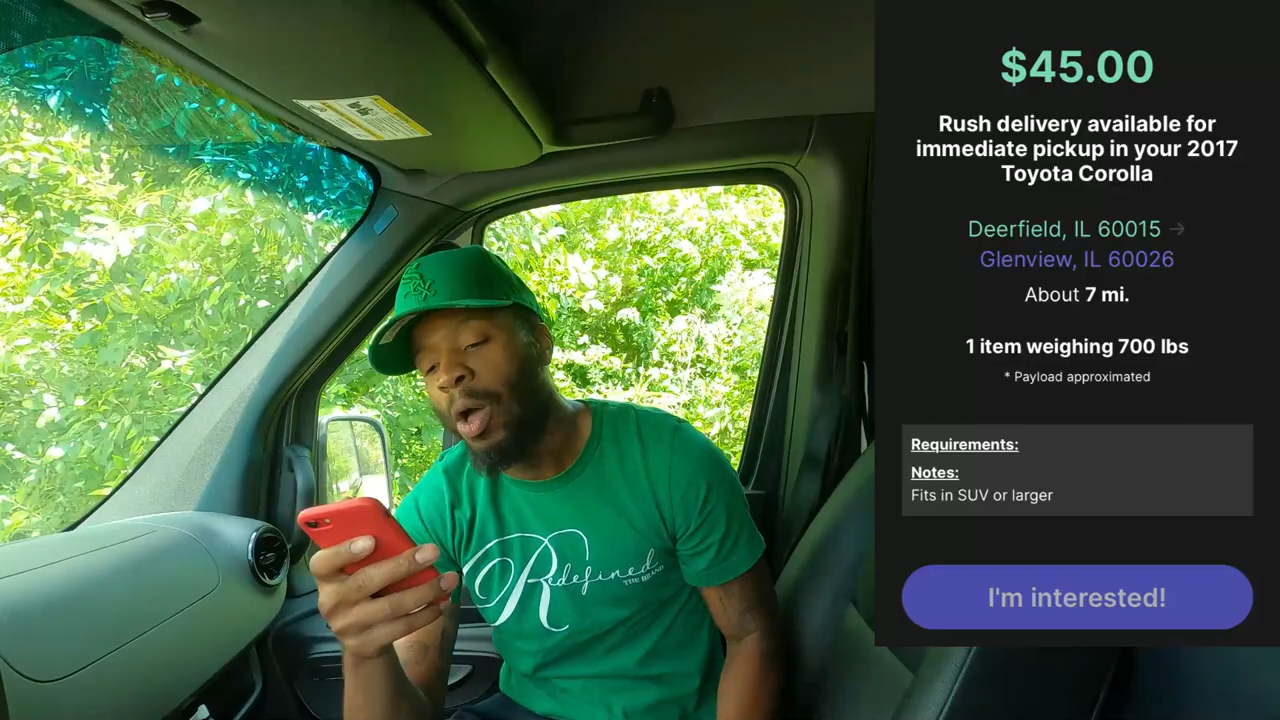 $45.00
Rush delivery available for
immediate pickup in your 2017
Toyota Corolla
Deerfield, IL 60015 →
Glenview, IL 60026
About 7 mi.
1 item weighing 700 lbs
* Payload approximated
Requirements:
Notes:
Fits in SUV or larger
I'm interested!
Redefined
THE BRAND